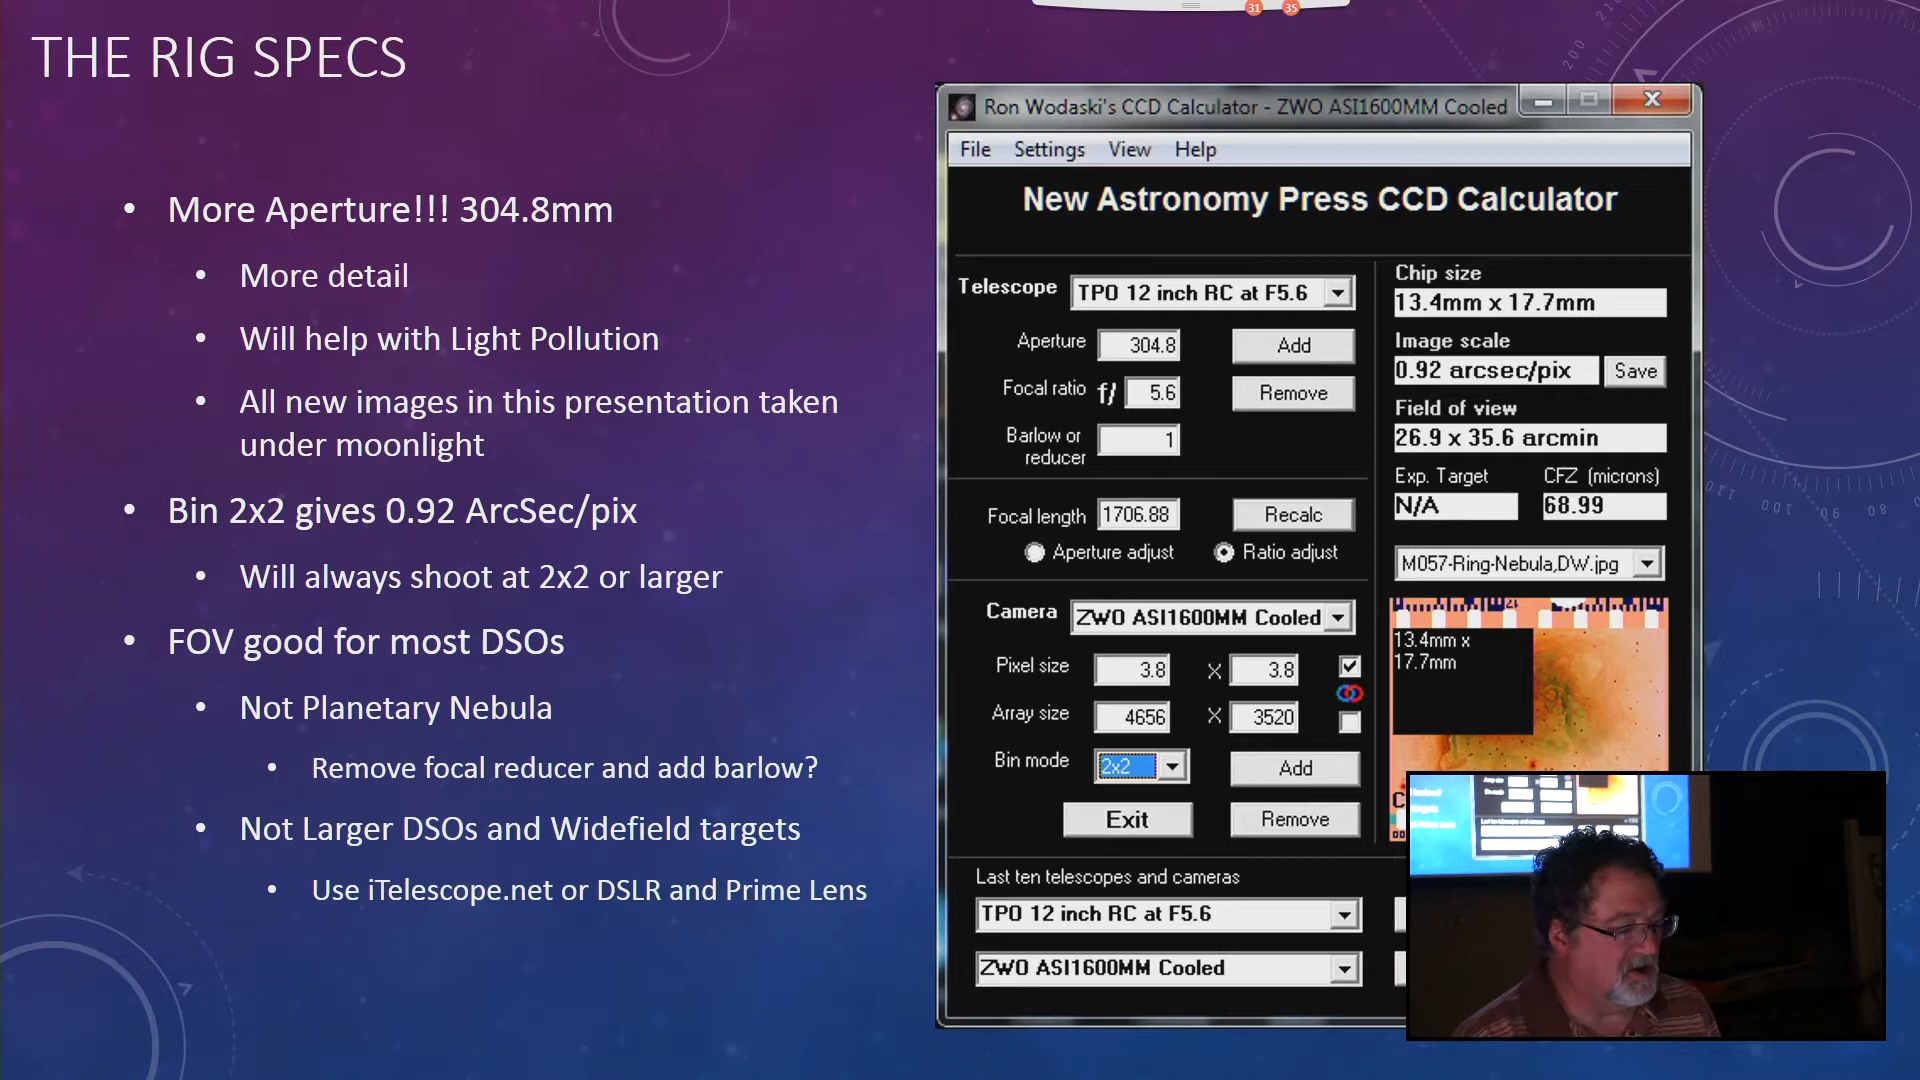 31 35
THE RIG SPECS
• More Aperture!!! 304.8mm
• More detail
• Will help with Light Pollution
• All new images in this presentation taken
under moonlight
• Bin 2x2 gives 0.92 ArcSec/pix
• Will always shoot at 2x2 or larger
• FOV good for most DSOs
• Not Planetary Nebula
• Remove focal reducer and add barlow?
• Not Larger DSOs and Widefield targets
• Use iTelescope.net or DSLR and Prime Lens
Ron Wodaski's CCD Calculator - ZWO ASI1600MM Cooled
File Settings View Help
New Astronomy Press CCD Calculator
Telescope TPO 12 inch RC at F5.6
Aperture 304.8 Add
Focal ratio f/ 5.6 Remove
Barlow or
reducer 1
Focal length 1706.88 Recalc
Aperture adjust Ratio adjust
Camera ZWO ASI1600MM Cooled
Pixel size 3.8 X 3.8
Array size 4656 X 3520
Bin mode 2x2 Add
Exit Remove
Chip size
13.4mm x 17.7mm
Image scale
0.92 arcsec/pix Save
Field of view
26.9 x 35.6 arcmin
Exp. Target CFZ (microns)
N/A 68.99
M057-Ring-Nebula,DW.jpg
13.4mm x
17.7mm
Last ten telescopes and cameras
TPO 12 inch RC at F5.6
ZWO ASI1600MM Cooled